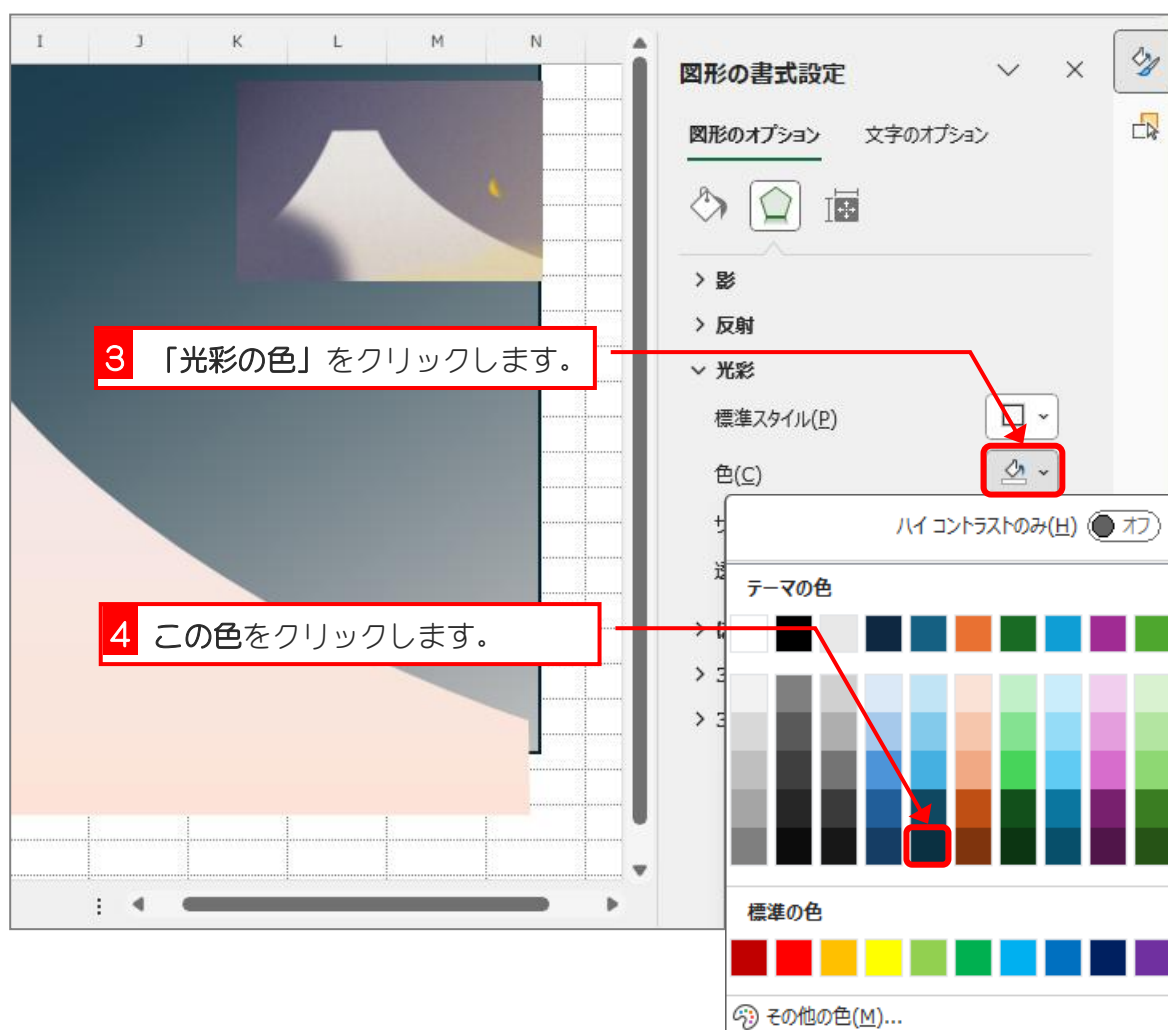 I J K L M N
図形の書式設定
図形のオプション 文字のオプション
影
反射
3 「光彩の色」をクリックします。
光彩
標準スタイル(P)
色(C)
ハイ コントラストのみ(H) オフ
テーマの色
4 この色をクリックします。
標準の色
その他の色(M)...